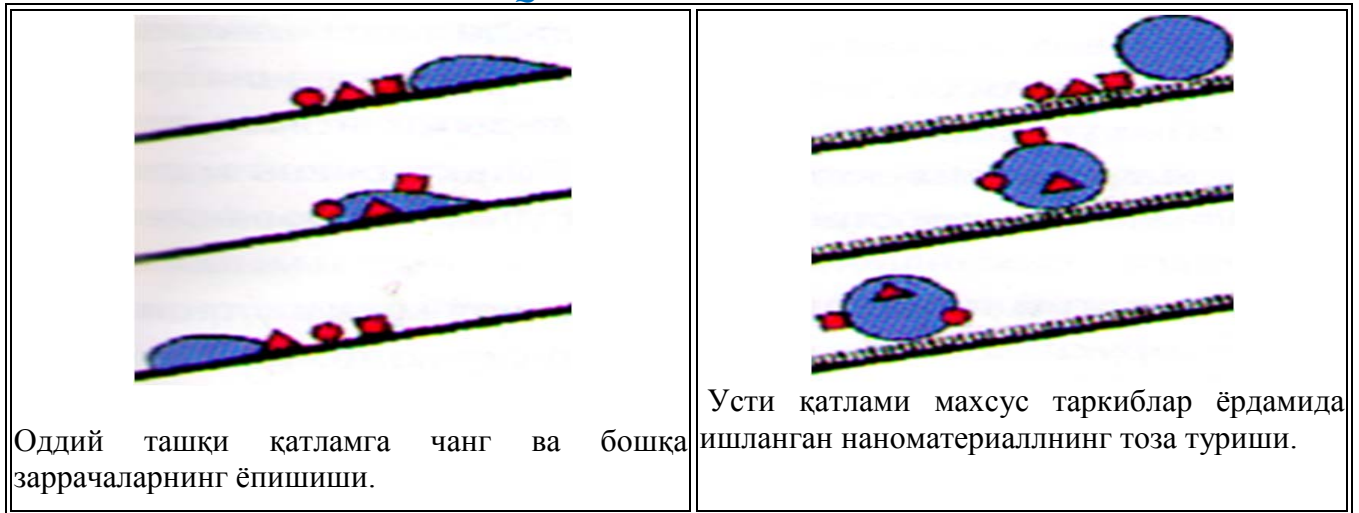 Оддий ташқи қатламга чанг ва бошқа
заррачаларнинг ёпишиши.
Усти қатлами махсус таркиблар ёрдамида
ишланган наноматериаллнинг тоза туриши.